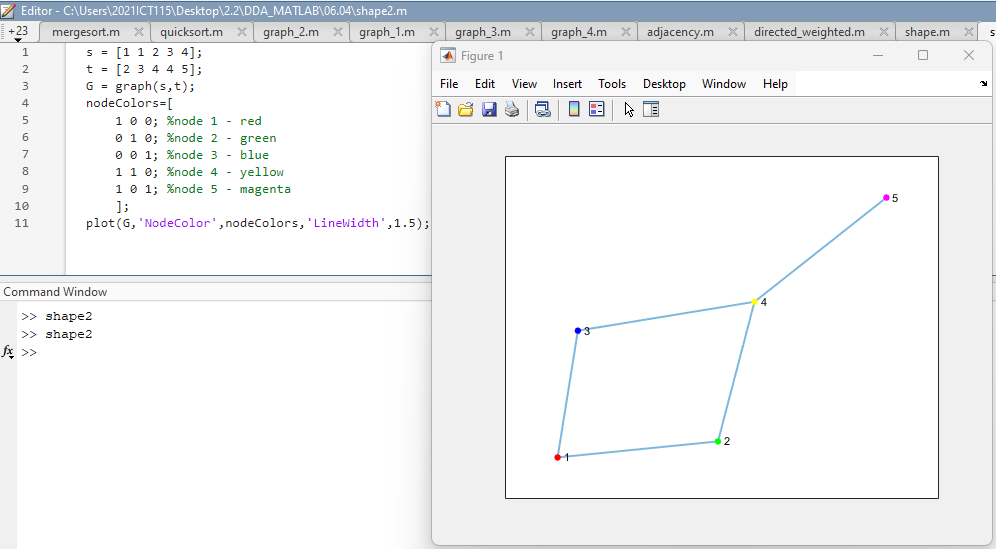 Editor - C:\Users\2021ICT115\Desktop\2.2\DDA_MATLAB\06.04\shape2.m
+23 mergesort.m quicksort.m graph_2.m graph_1.m graph_3.m graph_4.m adjacency.m directed_weighted.m shape.m s
1 s = [1 1 2 3 4];
2 t = [2 3 4 4 5];
3 G = graph(s,t);
4 nodeColors=[
5 1 0 0; %node 1 - red
6 0 1 0; %node 2 - green
7 0 0 1; %node 3 - blue
8 1 1 0; %node 4 - yellow
9 1 0 1; %node 5 - magenta
10 ];
11 plot(G,'NodeColor',nodeColors,'LineWidth',1.5);
Command Window
>> shape2
>> shape2
fx >>
Figure 1
File Edit View Insert Tools Desktop Window Help
5
4
3
2
1